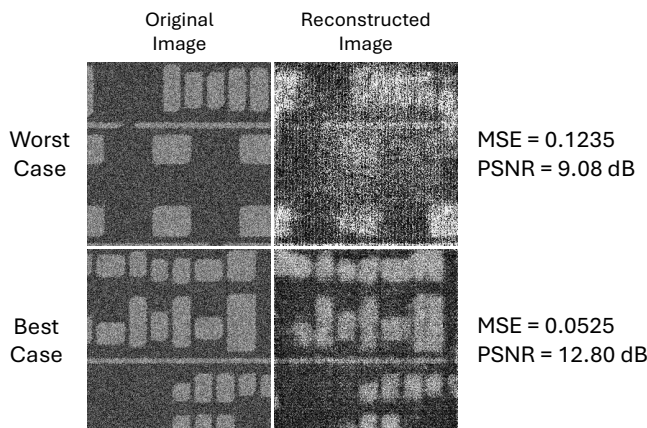 Original
Image
Reconstructed
Image
Worst
Case
MSE = 0.1235
PSNR = 9.08 dB
Best
Case
MSE = 0.0525
PSNR = 12.80 dB